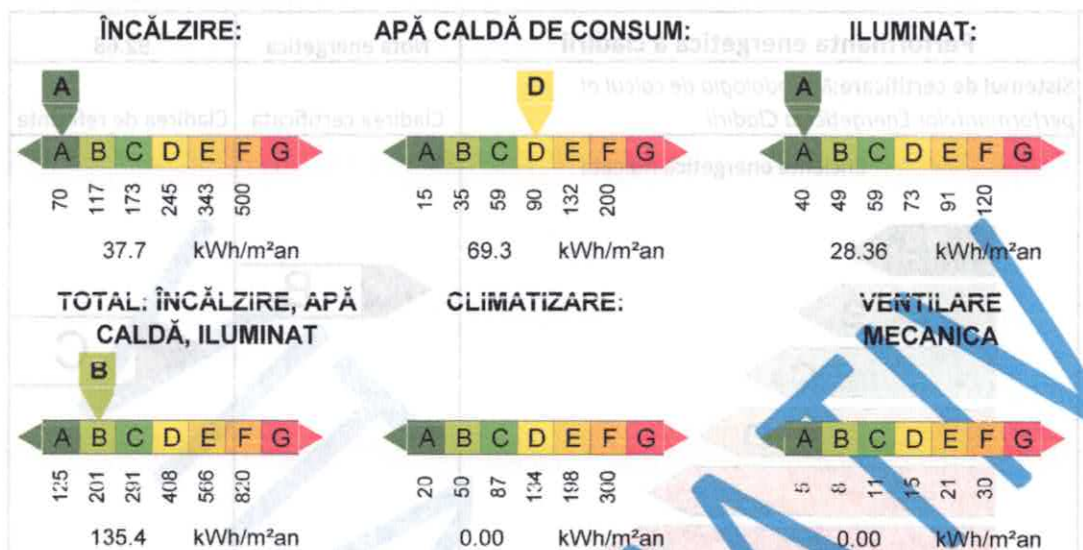 ÎNCĂLZIRE: APĂ CALDĂ DE CONSUM: ILUMINAT:
A D A
A B C D E F G A B C D E F G A B C D E F G
70 117 173 245 343 500 15 35 59 90 132 200 40 49 59 73 91 120
37.7 kWh/m²an 69.3 kWh/m²an 28.36 kWh/m²an
TOTAL: ÎNCĂLZIRE, APĂ CALDĂ, ILUMINAT
CLIMATIZARE:
VENTILARE MECANICA
B
A B C D E F G A B C D E F G A B C D E F G
125 201 291 408 566 820 20 50 87 134 198 300 5 8 11 15 21 30
135.4 kWh/m²an 0.00 kWh/m²an 0.00 kWh/m²an